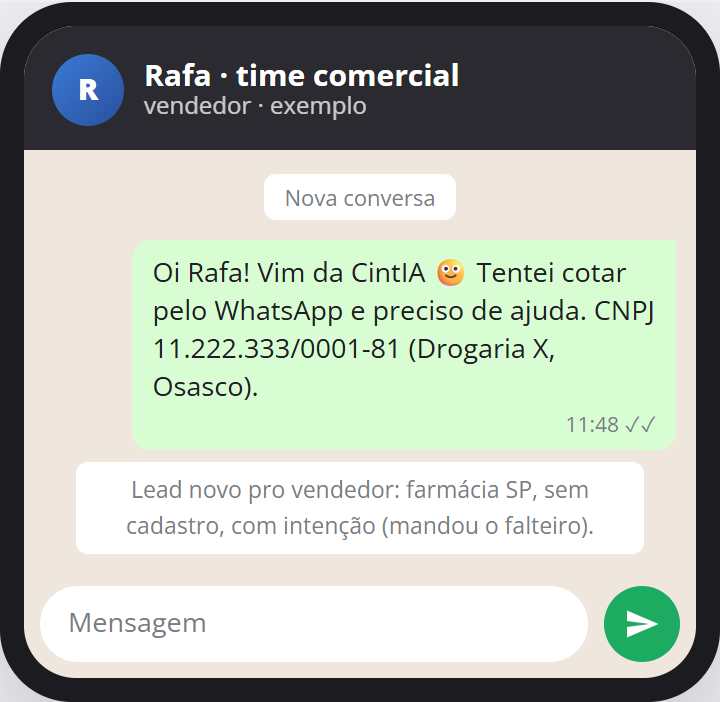 R
Rafa · time comercial
vendedor · exemplo
Nova conversa
Oi Rafa! Vim da CintIA 🙂 Tentei cotar
pelo WhatsApp e preciso de ajuda. CNPJ
11.222.333/0001-81 (Drogaria X,
Osasco).
11:48 ✓✓
Lead novo pro vendedor: farmácia SP, sem
cadastro, com intenção (mandou o falteiro).
Mensagem